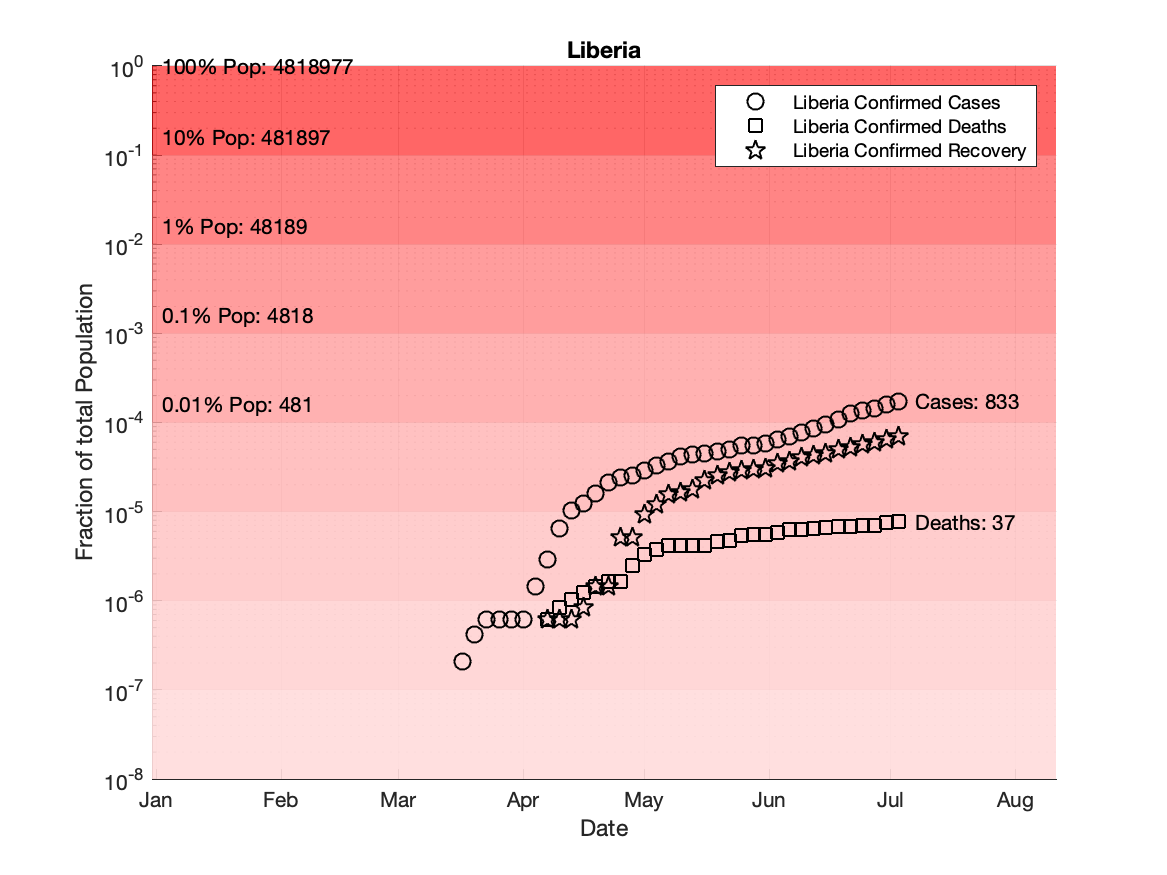 Liberia
10^0
10^-1
10^-2
10^-3
10^-4
10^-5
10^-6
10^-7
10^-8
Fraction of total Population
100% Pop: 4818977
10% Pop: 481897
1% Pop: 48189
0.1% Pop: 4818
0.01% Pop: 481
Liberia Confirmed Cases
Liberia Confirmed Deaths
Liberia Confirmed Recovery
Cases: 833
Deaths: 37
Jan Feb Mar Apr May Jun Jul Aug
Date